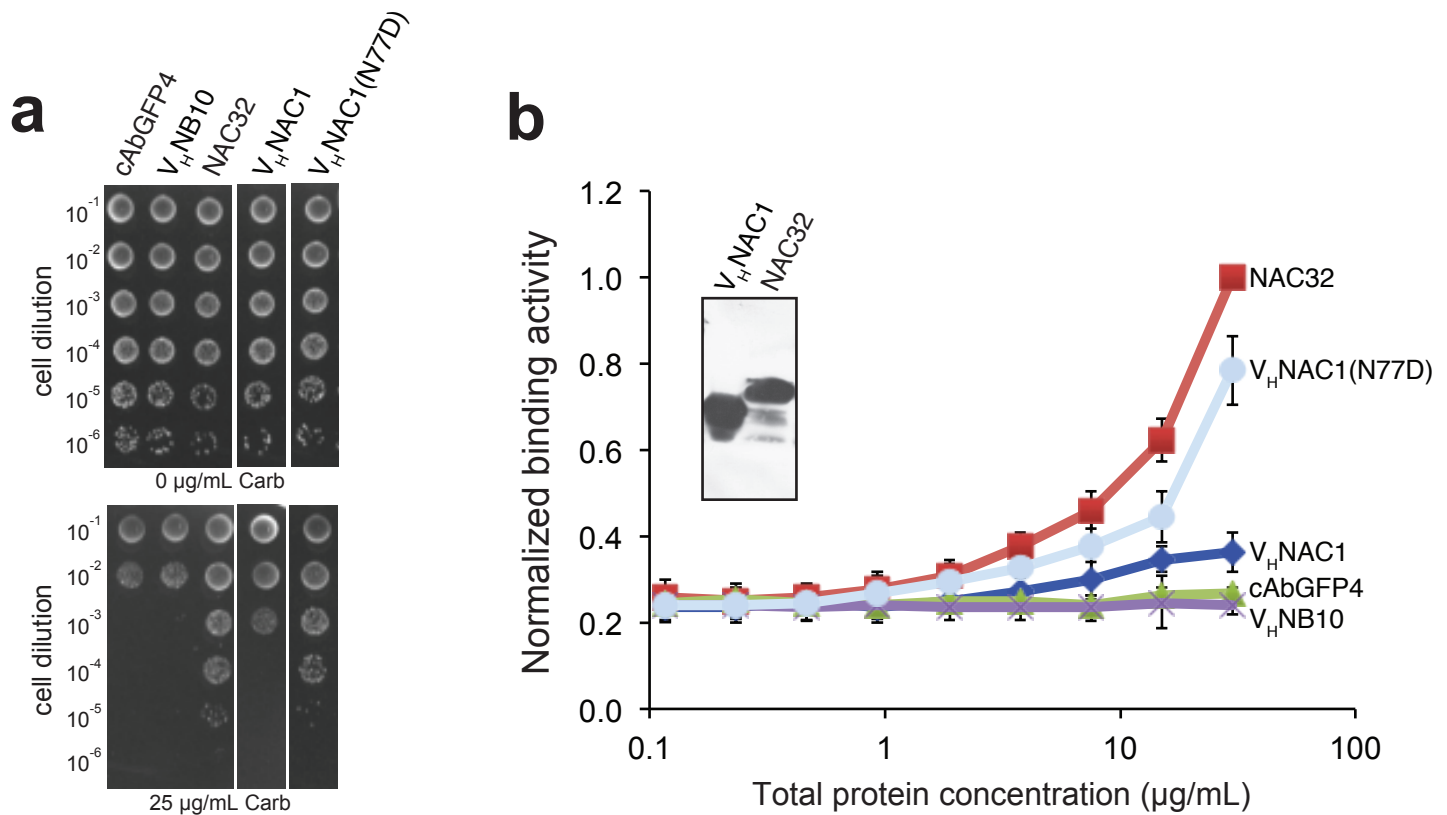 a
cAbGFP4
VHNB10
NAC32
VHNAC1
VHNAC1(N77D)
cell dilution
10-1
10-2
10-3
10-4
10-5
10-6
0 µg/mL Carb
cell dilution
10-1
10-2
10-3
10-4
10-5
10-6
25 µg/mL Carb
b
Normalized binding activity
1.2
1.0
0.8
0.6
0.4
0.2
0.0
0.1
1
10
100
Total protein concentration (µg/mL)
VHNAC1
NAC32
NAC32
VHNAC1(N77D)
VHNAC1
cAbGFP4
VHNB10